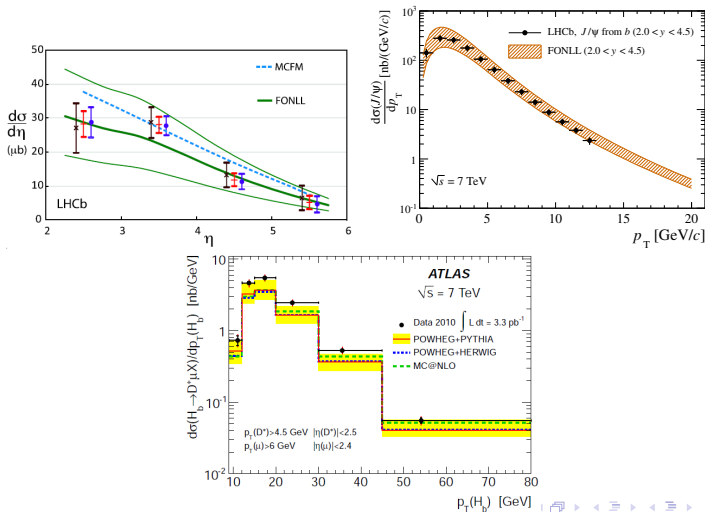 50
40
30
20
10
0
dσ
dη
(μb)
MCFM
FONLL
LHCb
2
3
4
5
6
η
10³
10²
10
1
10⁻¹
dσ(J/ψ)
dp_T
[nb/(GeV/c)]
LHCb, J/ψ from b (2.0 < y < 4.5)
FONLL (2.0 < y < 4.5)
√s = 7 TeV
0
5
10
15
20
p_T [GeV/c]
dσ(H_b→D*μX)/dp_T(H_b) [nb/GeV]
10
1
10⁻¹
10⁻²
ATLAS
√s = 7 TeV
Data 2010 ∫ L dt = 3.3 pb⁻¹
POWHEG+PYTHIA
POWHEG+HERWIG
MC@NLO
p_T(D*)>4.5 GeV |η(D*)|<2.5
p_T(μ)>6 GeV |η(μ)|<2.4
10 20 30 40 50 60 70 80
p_T(H_b) [GeV]